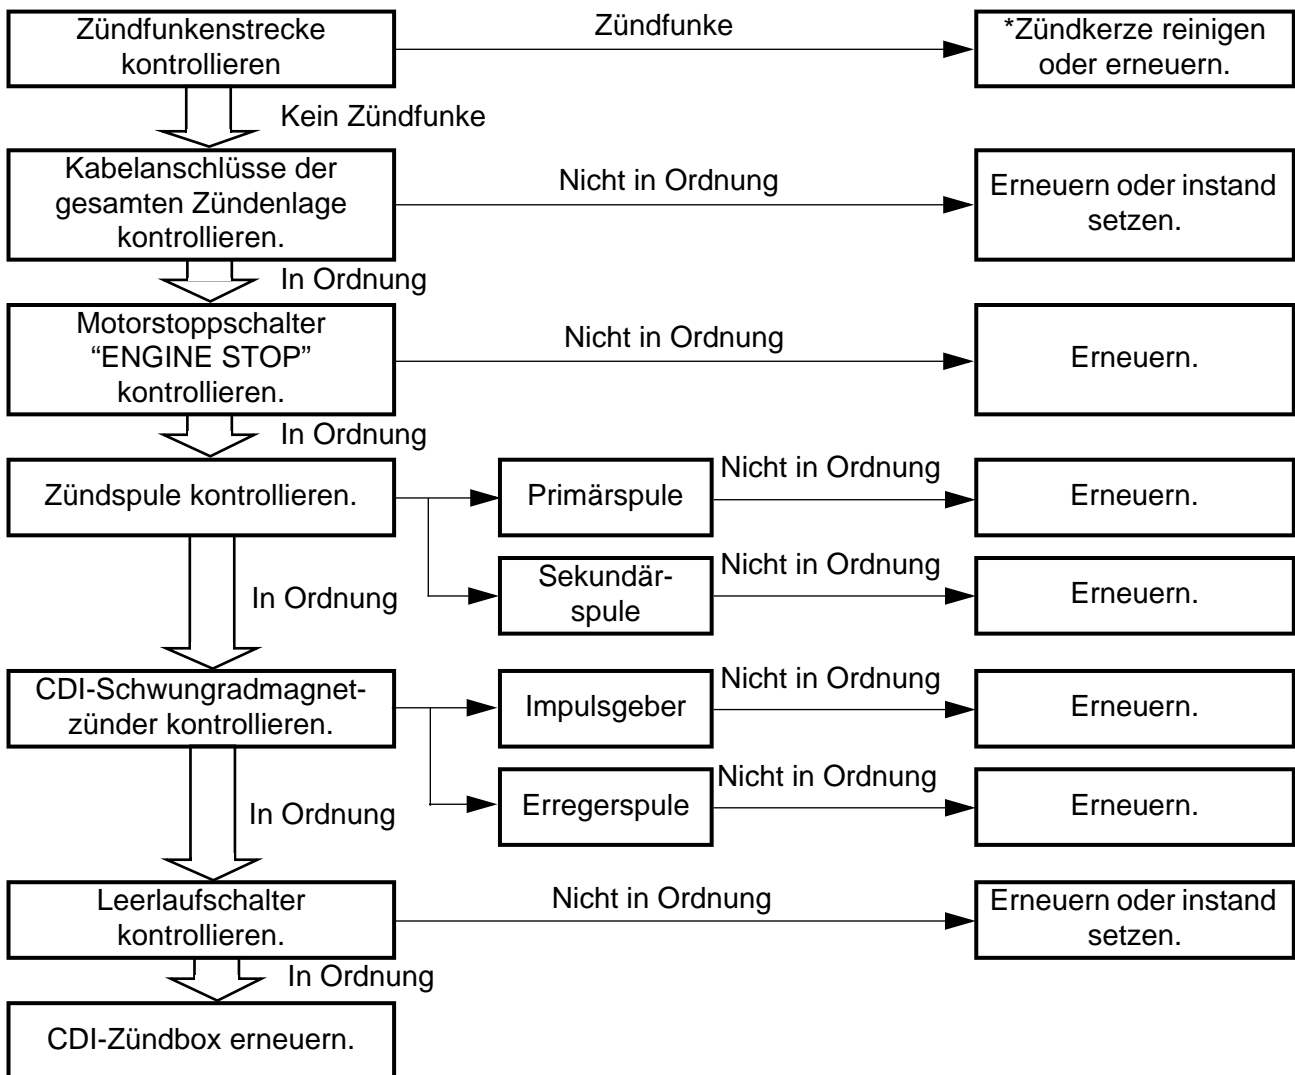 Zündfunkenstrecke
kontrollieren
Zündfunke
*Zündkerze reinigen
oder erneuern.
Kein Zündfunke
Kabelanschlüsse der
gesamten Zündenlage
kontrollieren.
Nicht in Ordnung
Erneuern oder instand
setzen.
In Ordnung
Motorstoppschalter
“ENGINE STOP”
kontrollieren.
Nicht in Ordnung
Erneuern.
In Ordnung
Zündspule kontrollieren.
Primärspule
Nicht in Ordnung
Erneuern.
Sekundär-
spule
Nicht in Ordnung
Erneuern.
In Ordnung
CDI-Schwungradmagnet-
zünder kontrollieren.
Impulsgeber
Nicht in Ordnung
Erneuern.
Erregerspule
Nicht in Ordnung
Erneuern.
In Ordnung
Leerlaufschalter
kontrollieren.
Nicht in Ordnung
Erneuern oder instand
setzen.
In Ordnung
CDI-Zündbox erneuern.